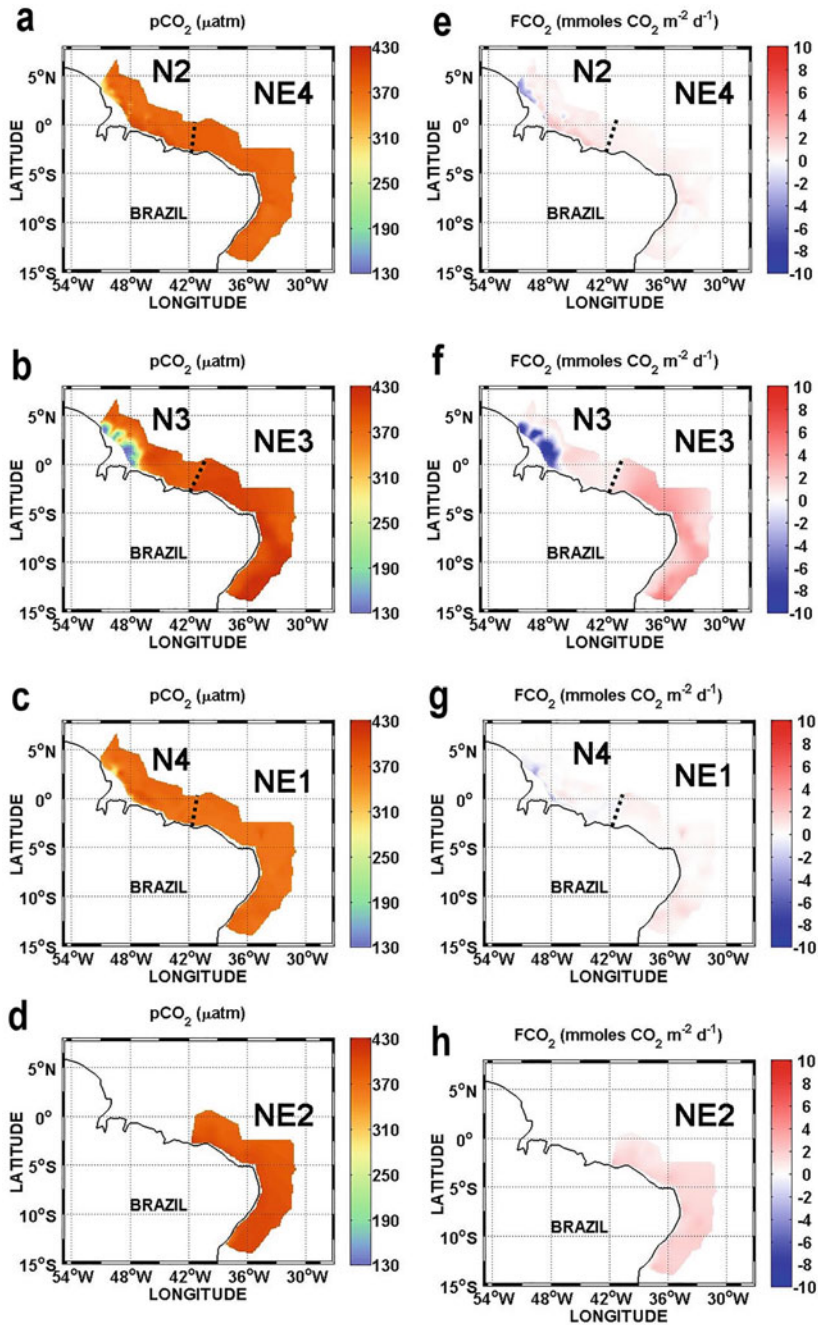 a
pCO2 (µatm)
5°N
0°
5°S
10°S
15°S
LATITUDE
N2
NE4
BRAZIL
54°W 48°W 42°W 36°W 30°W
LONGITUDE
430
370
310
250
190
130
e
FCO2 (mmoles CO2 m-2 d-1)
5°N
0°
5°S
10°S
15°S
LATITUDE
N2
NE4
BRAZIL
54°W 48°W 42°W 36°W 30°W
LONGITUDE
10
8
6
4
2
0
-2
-4
-6
-8
-10
b
pCO2 (µatm)
5°N
0°
5°S
10°S
15°S
LATITUDE
N3
NE3
BRAZIL
54°W 48°W 42°W 36°W 30°W
LONGITUDE
430
370
310
250
190
130
f
FCO2 (mmoles CO2 m-2 d-1)
5°N
0°
5°S
10°S
15°S
LATITUDE
N3
NE3
BRAZIL
54°W 48°W 42°W 36°W 30°W
LONGITUDE
10
8
6
4
2
0
-2
-4
-6
-8
-10
c
pCO2 (µatm)
5°N
0°
5°S
10°S
15°S
LATITUDE
N4
NE1
BRAZIL
54°W 48°W 42°W 36°W 30°W
LONGITUDE
430
370
310
250
190
130
g
FCO2 (mmoles CO2 m-2 d-1)
5°N
0°
5°S
10°S
15°S
LATITUDE
N4
NE1
BRAZIL
54°W 48°W 42°W 36°W 30°W
LONGITUDE
10
8
6
4
2
0
-2
-4
-6
-8
-10
d
pCO2 (µatm)
5°N
0°
5°S
10°S
15°S
LATITUDE
NE2
BRAZIL
54°W 48°W 42°W 36°W 30°W
LONGITUDE
430
370
310
250
190
130
h
FCO2 (mmoles CO2 m-2 d-1)
5°N
0°
5°S
10°S
15°S
LATITUDE
NE2
BRAZIL
54°W 48°W 42°W 36°W 30°W
LONGITUDE
10
8
6
4
2
0
-2
-4
-6
-8
-10